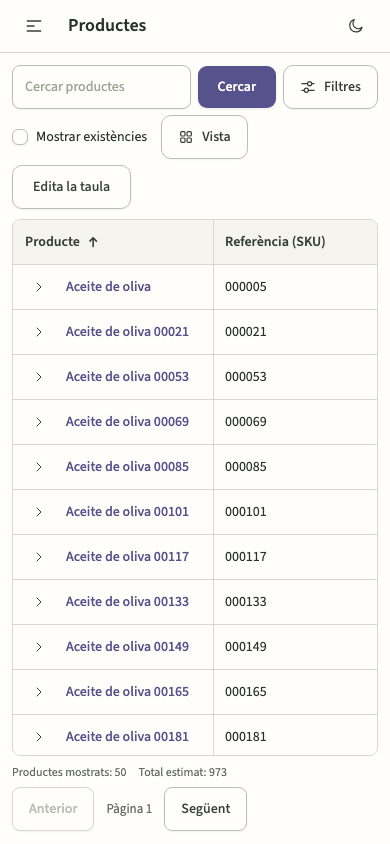 Productes
Cercar productes
Cercar
Filtres
Mostrar existències
Vista
Edita la taula
Producte Referència (SKU)
Aceite de oliva 000005
Aceite de oliva 00021 000021
Aceite de oliva 00053 000053
Aceite de oliva 00069 000069
Aceite de oliva 00085 000085
Aceite de oliva 00101 000101
Aceite de oliva 00117 000117
Aceite de oliva 00133 000133
Aceite de oliva 00149 000149
Aceite de oliva 00165 000165
Aceite de oliva 00181 000181
Productes mostrats: 50 Total estimat: 973
Anterior Pàgina 1 Següent